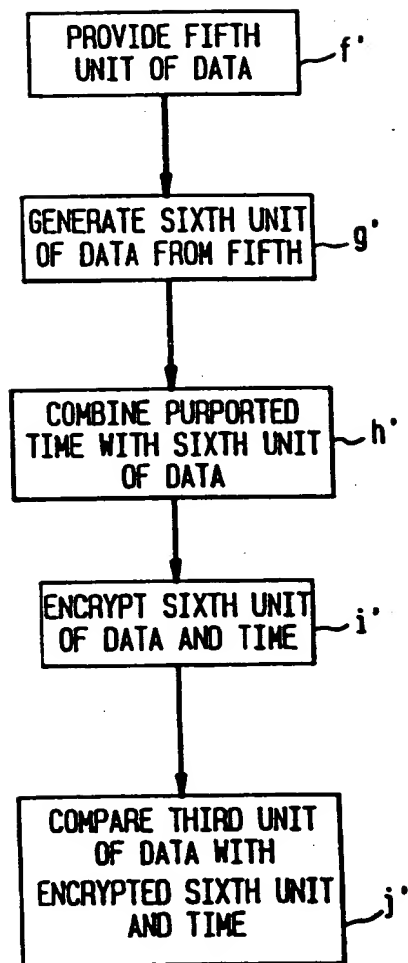 PROVIDE FIFTH
UNIT OF DATA
f'
GENERATE SIXTH UNIT
OF DATA FROM FIFTH
g'
COMBINE PURPORTED
TIME WITH SIXTH UNIT
OF DATA
h'
ENCRYPT SIXTH UNIT
OF DATA AND TIME
i'
COMPARE THIRD UNIT
OF DATA WITH
ENCRYPTED SIXTH UNIT
AND TIME
j'